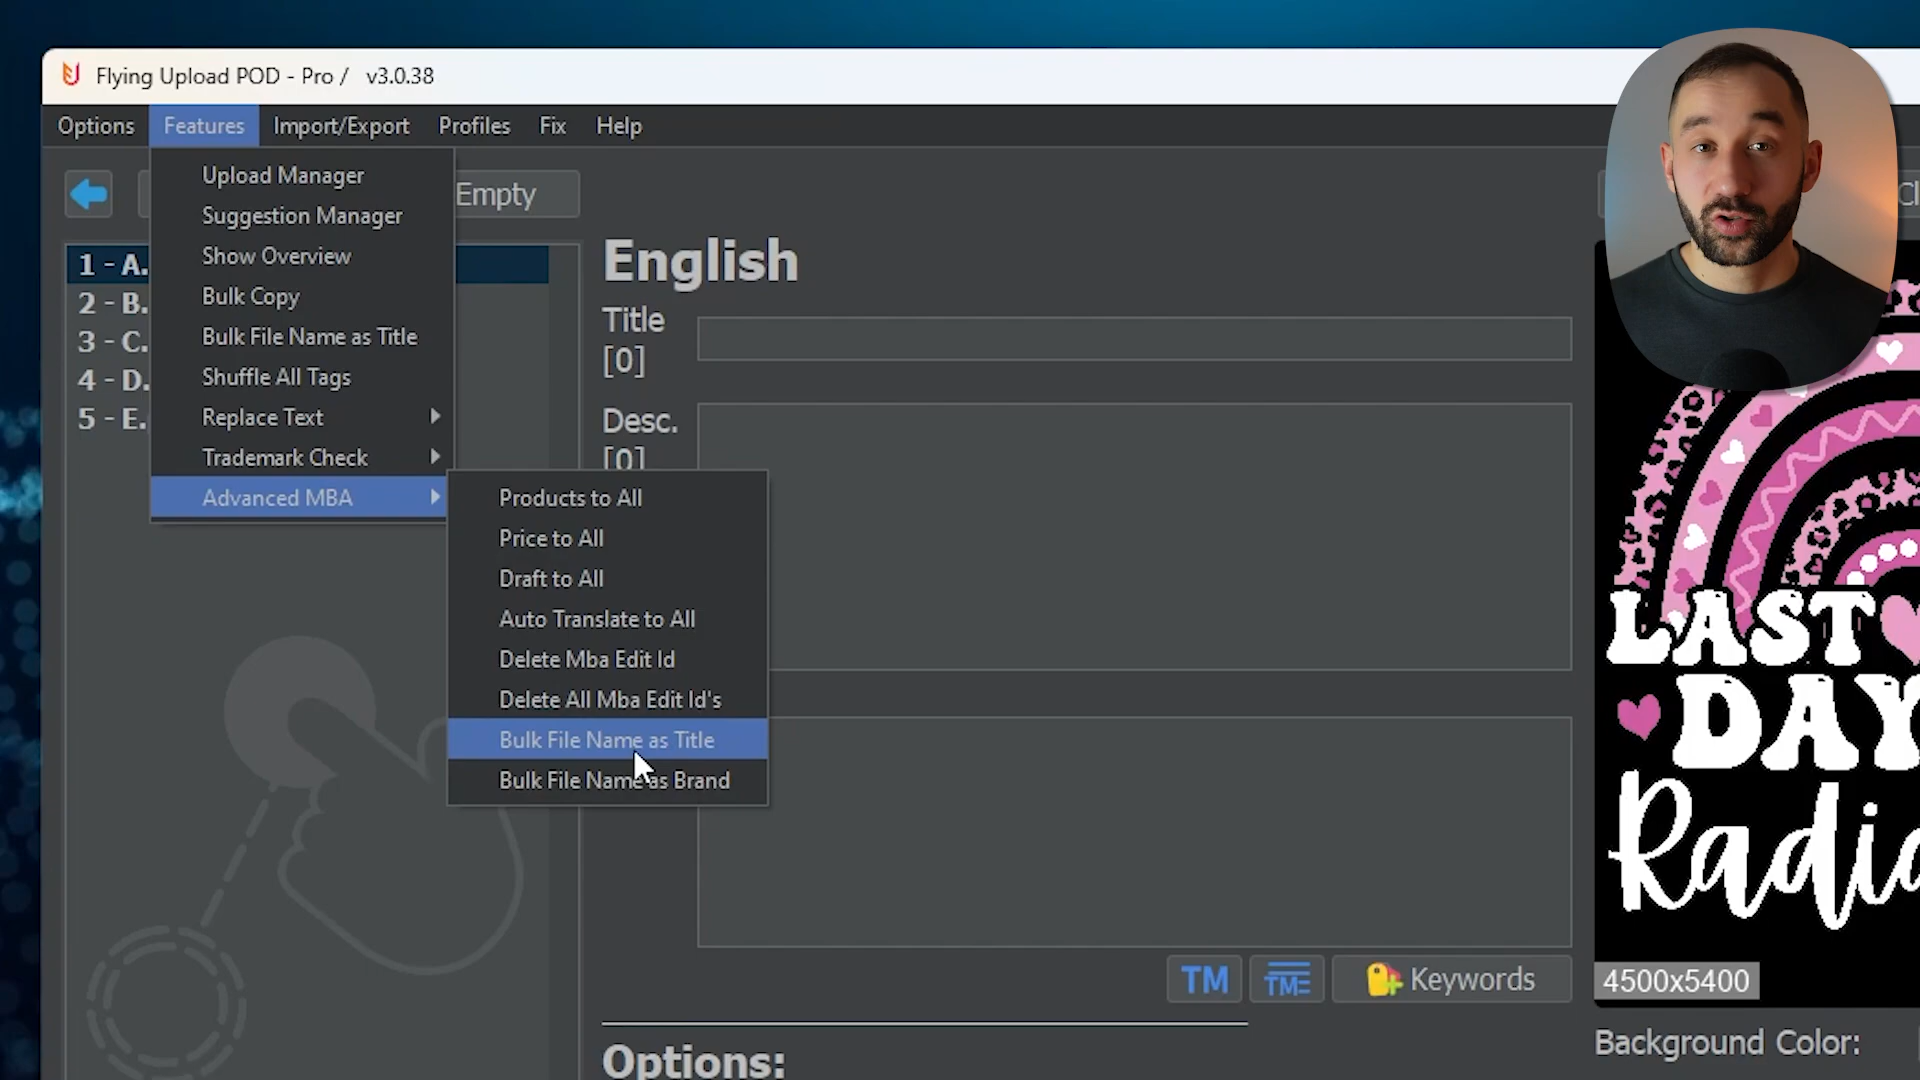 Flying Upload POD - Pro / v3.0.38
Options Features Import/Export Profiles Fix Help
Upload Manager
Suggestion Manager
Show Overview
Bulk Copy
Bulk File Name as Title
Shuffle All Tags
Replace Text
Trademark Check
Advanced MBA
Products to All
Price to All
Draft to All
Auto Translate to All
Delete Mba Edit Id
Delete All Mba Edit Id's
Bulk File Name as Title
Bulk File Name as Brand
Empty
1 - A.
2 - B.
3 - C.
4 - D.
5 - E.
English
Title
[0]
Desc.
[0]
TM
TM
Keywords
Options:
Cl
LAST
DAY
Radio
4500x5400
Background Color: